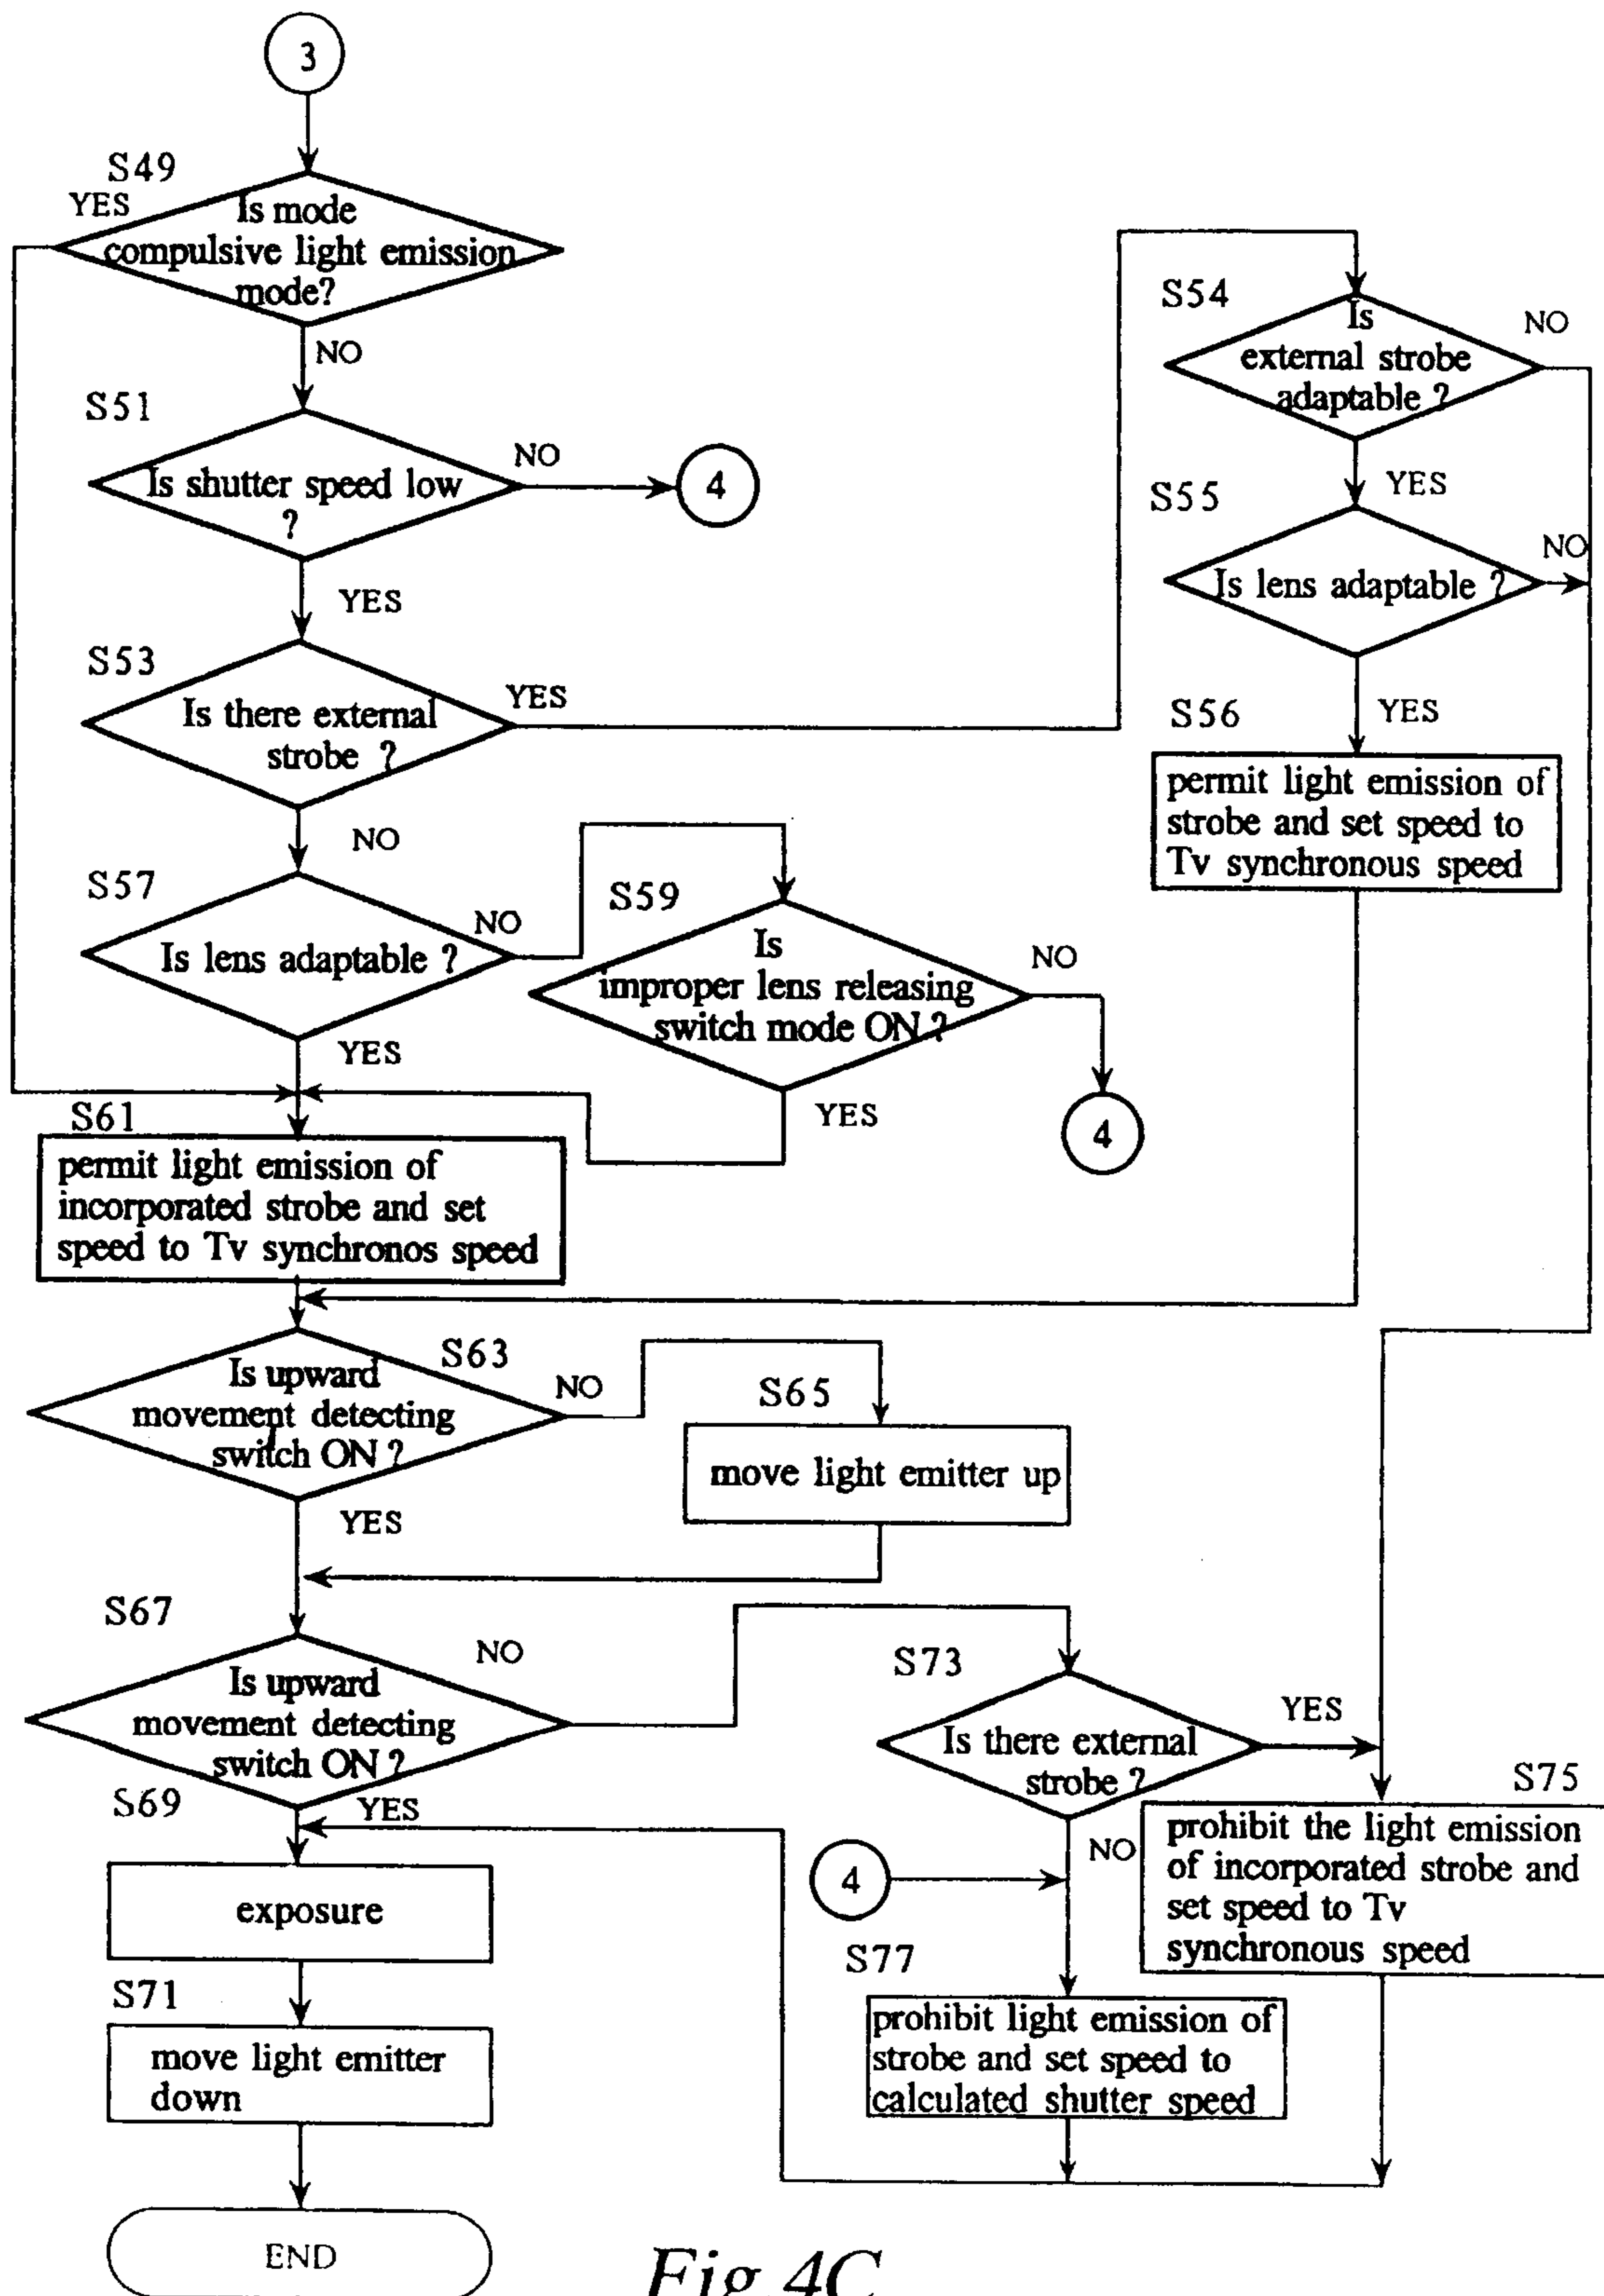 3
S49
YES
Is mode
compulsive light emission
mode?
NO
S51
Is shutter speed low
?
NO
4
YES
S53
Is there external
strobe ?
YES
NO
S54
Is
external strobe
adaptable ?
NO
YES
S55
Is lens adaptable ?
NO
YES
S56
permit light emission of
strobe and set speed to
Tv synchronous speed
S57
Is lens adaptable ?
NO
YES
S59
Is
improper lens releasing
switch mode ON ?
NO
4
YES
S61
permit light emission of
incorporated strobe and set
speed to Tv synchronos speed
S63
Is upward
movement detecting
switch ON ?
NO
YES
S65
move light emitter up
S67
Is upward
movement detecting
switch ON ?
NO
YES
S73
Is there external
strobe ?
YES
NO
4
S75
prohibit the light emission
of incorporated strobe and
set speed to Tv
synchronous speed
S77
prohibit light emission of
strobe and set speed to
calculated shutter speed
S69
exposure
S71
move light emitter
down
END
Fig. 4C